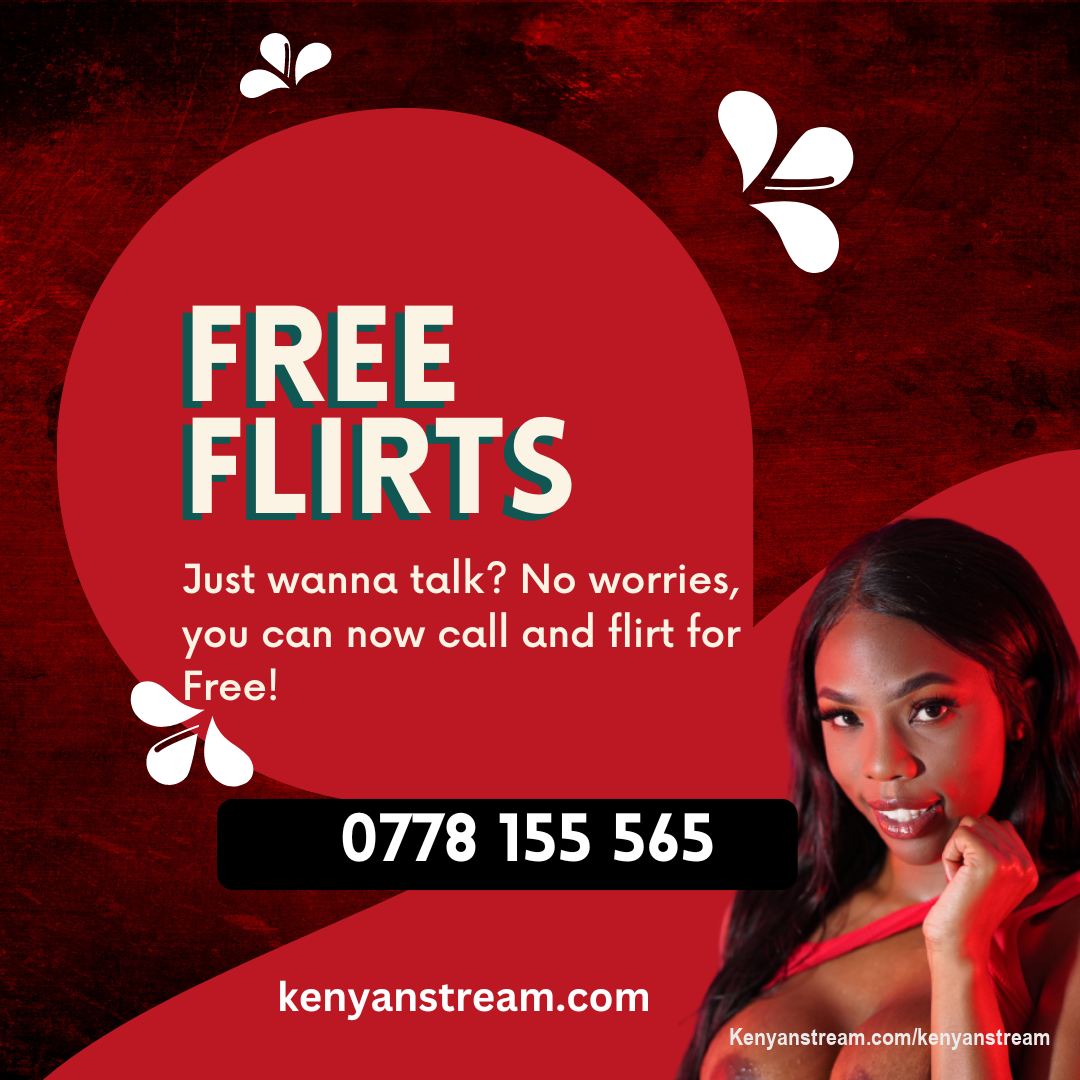 FREE
FLIRTS
Just wanna talk? No worries,
you can now call and flirt for
Free!
0778 155 565
kenyanstream.com
Kenyanstream.com/kenyanstream